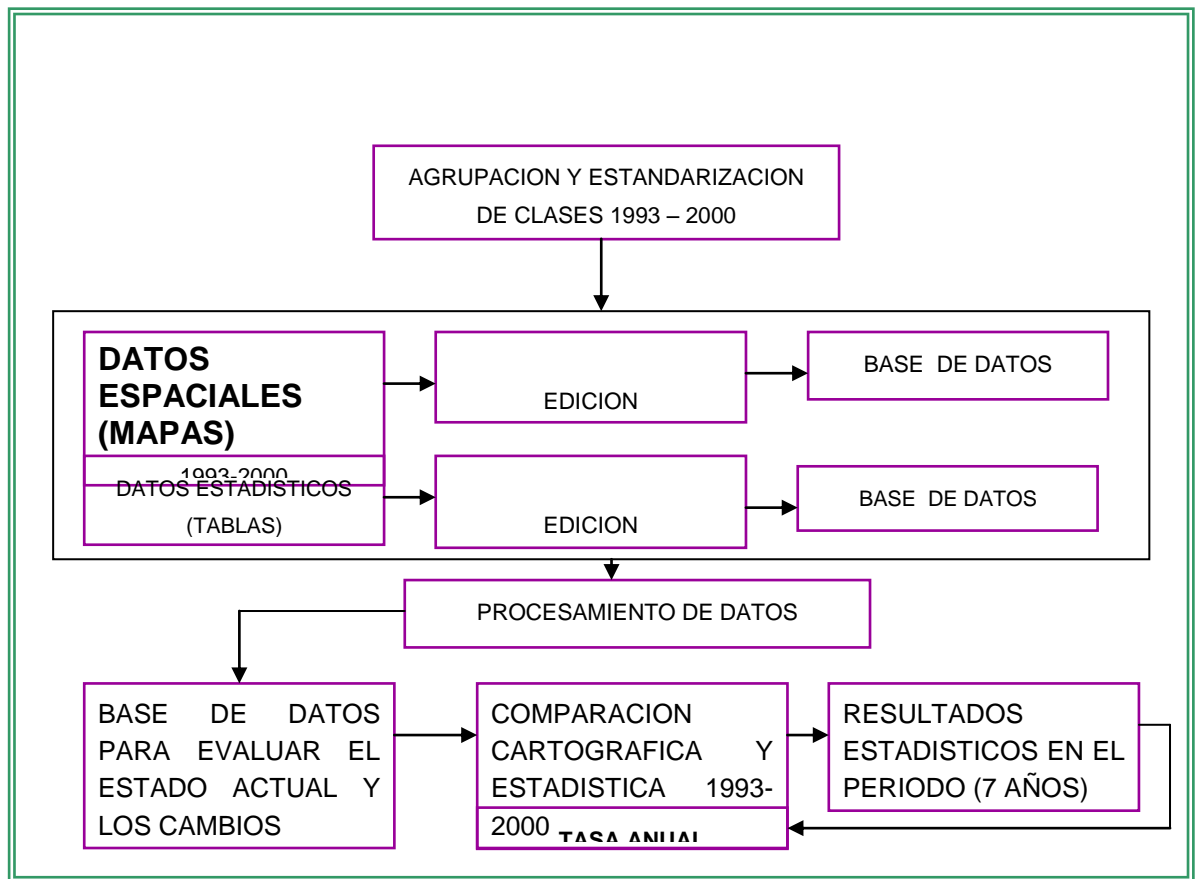 AGRUPACION Y ESTANDARIZACION
DE CLASES 1993 – 2000
DATOS
ESPACIALES
(MAPAS)
1993-2000
EDICION
BASE DE DATOS
DATOS ESTADISTICOS
(TABLAS)
EDICION
BASE DE DATOS
PROCESAMIENTO DE DATOS
BASE DE DATOS
PARA EVALUAR EL
ESTADO ACTUAL Y
LOS CAMBIOS
COMPARACION
CARTOGRAFICA Y
ESTADISTICA 1993-
2000
TASA ANUAL
RESULTADOS
ESTADISTICOS EN EL
PERIODO (7 AÑOS)